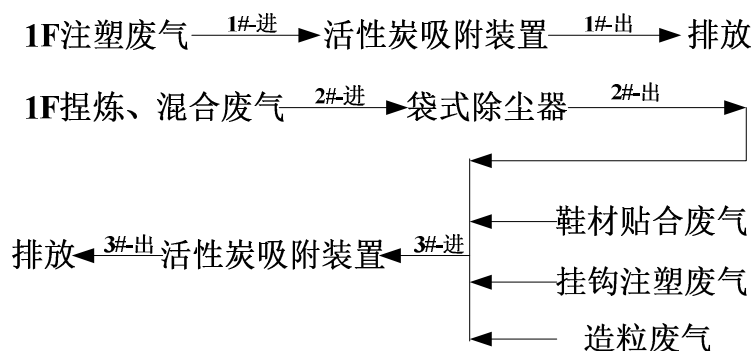 1F注塑废气 1#-进 活性炭吸附装置 1#-出 排放
1F捏炼、混合废气 2#-进 袋式除尘器 2#-出
鞋材贴合废气
排放 3#-出 活性炭吸附装置 3#-进
挂钩注塑废气
造粒废气